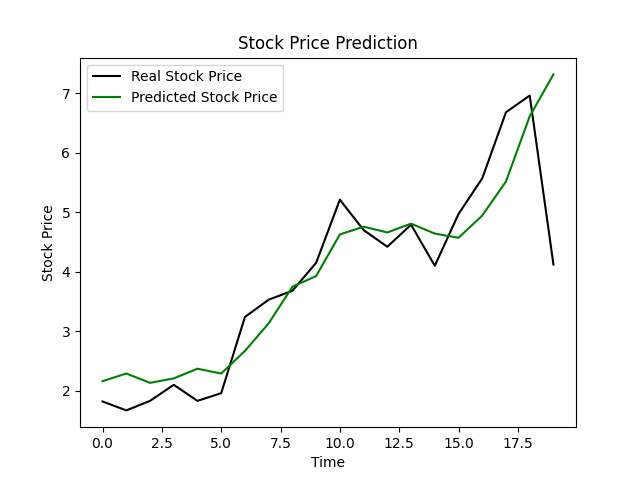 Stock Price Prediction
Real Stock Price
Predicted Stock Price
7
6
5
4
3
2
Stock Price
0.0 2.5 5.0 7.5 10.0 12.5 15.0 17.5
Time